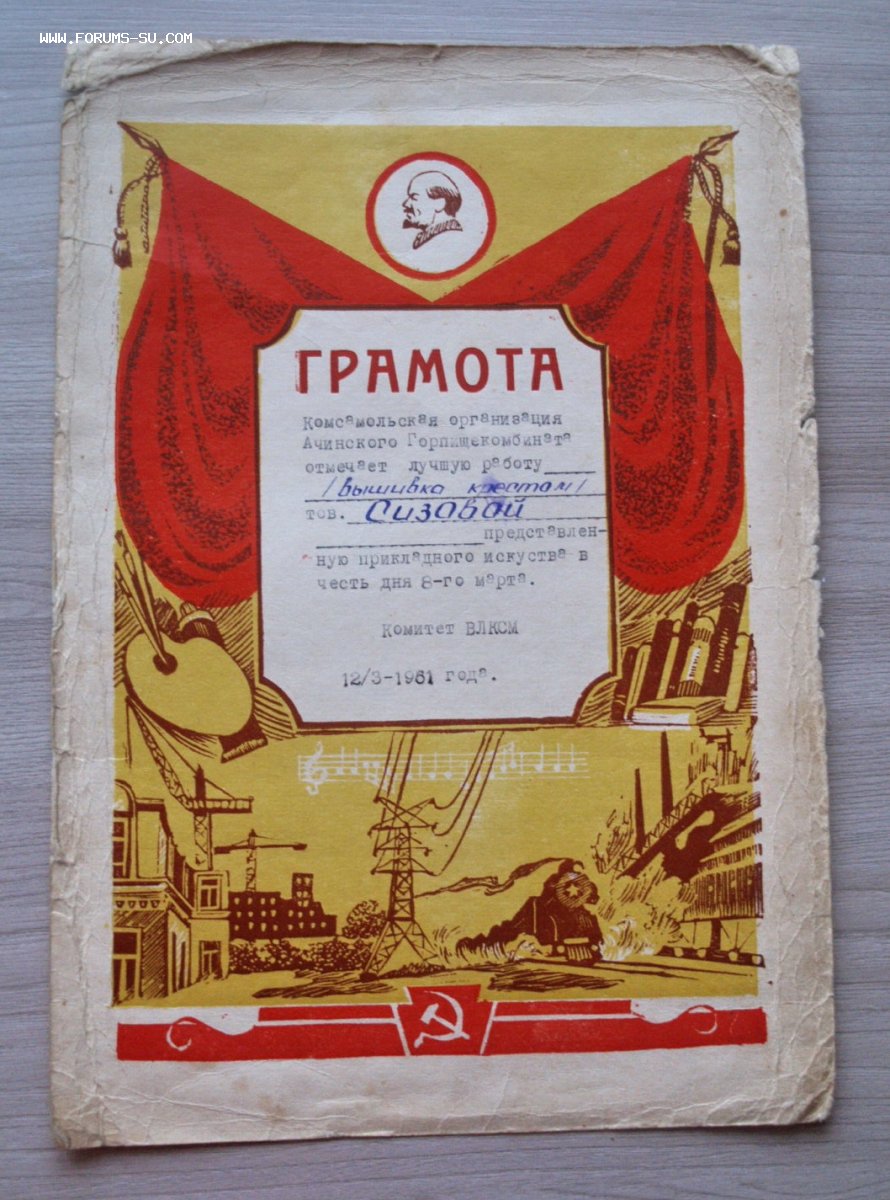 WWW.FORUMS-SU.COM
ГРАМОТА
Комсамольская организация
Ачинского Горпищекомбината
отмечает лучшую работу
/вышивка крестом/
тов. Сизовой
представлен-
ную прикладного искуства в
честь дня 8-го марта.
Комитет ВЛКСМ
12/3-1961 года.